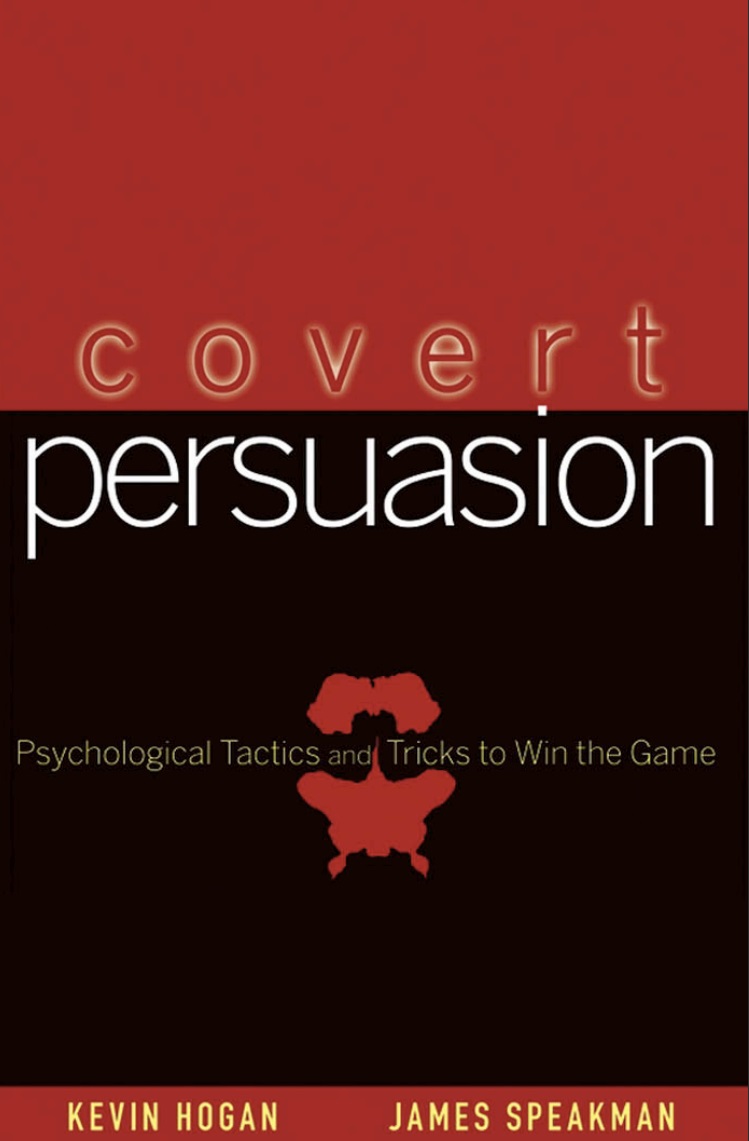 covert
persuasion
Psychological Tactics and Tricks to Win the Game
KEVIN HOGAN JAMES SPEAKMAN